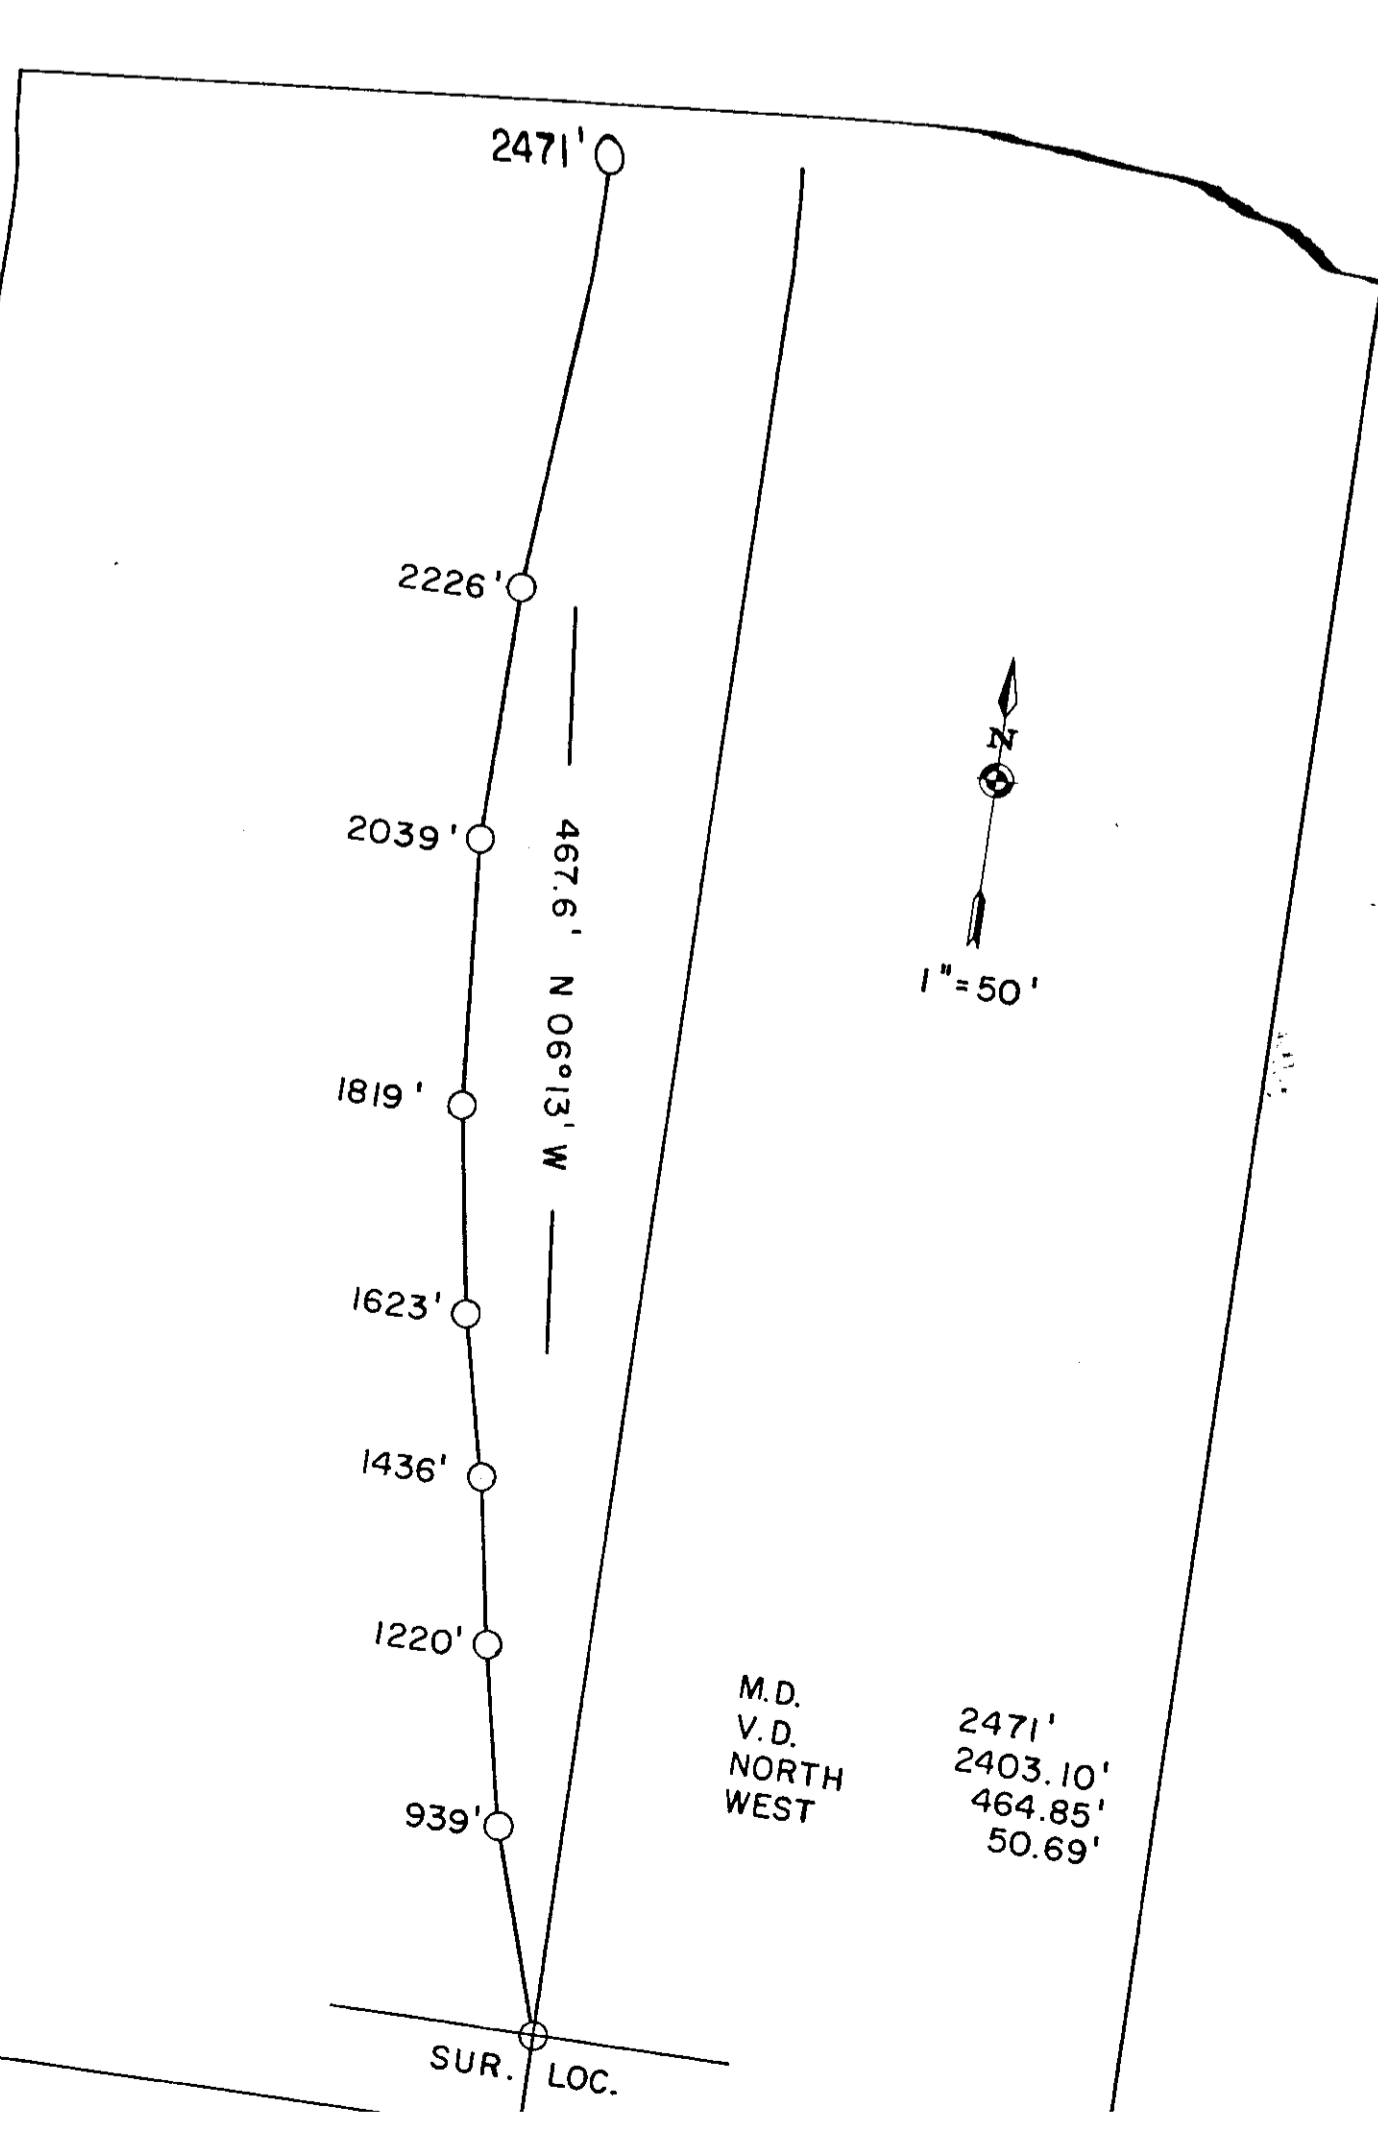 2471'
2226'
N
2039'
467.6' N 06°13' W
1"=50'
1819'
1623'
1436'
1220'
M.D. 2471'
V.D. 2403.10'
NORTH 464.85'
WEST 50.69'
939'
SUR. LOC.